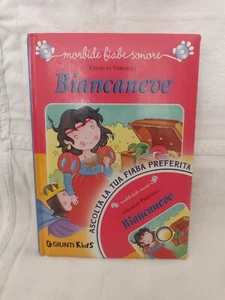 morbide fiabe sonore
Biancaneve
ASCOLTA LA TUA FIABA PREFERITA
Biancaneve
GIUNTI Kids